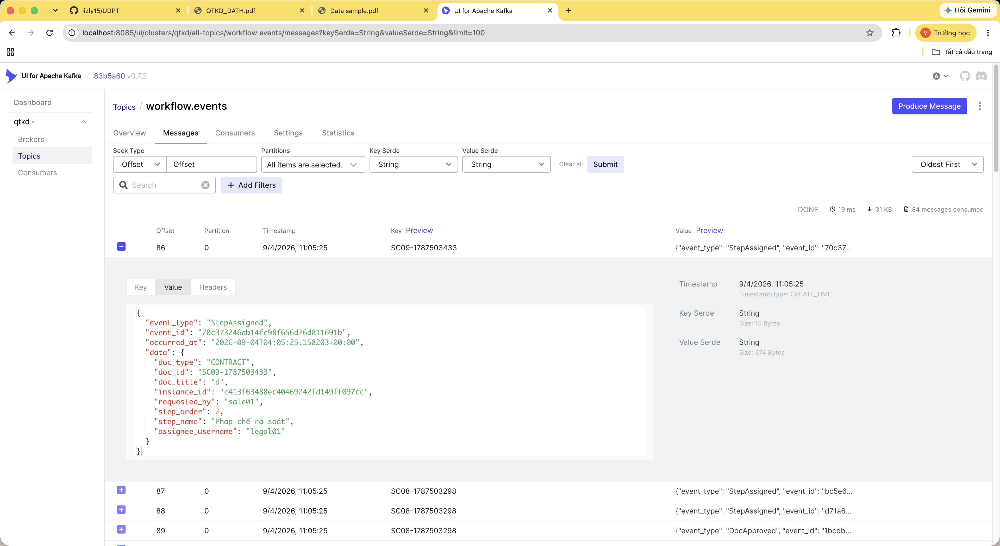 lizly15/UDPT
QTKD_DATH.pdf
Data sample.pdf
UI for Apache Kafka
Hỏi Gemini
localhost:8085/ui/clusters/qtkd/all-topics/workflow.events/messages?keySerde=String&valueSerde=String&limit=100
V Trường học
Tất cả dấu trang
UI for Apache Kafka 83b5a60 v0.7.2
A
Dashboard
qtkd
Brokers
Topics
Consumers
Topics / workflow.events
Produce Message
Overview Messages Consumers Settings Statistics
Seek Type Partitions Key Serde Value Serde
Offset Offset All items are selected. String String Clear all Submit Oldest First
Search + Add Filters
DONE 19 ms 31 KB 84 messages consumed
Offset Partition Timestamp Key Preview Value Preview
86 0 9/4/2026, 11:05:25 SC09-1787503433 {"event_type": "StepAssigned", "event_id": "70c37...
Key Value Headers
{
"event_type": "StepAssigned",
"event_id": "70c373246ab14fc98f656d76d811691b",
"occurred_at": "2026-09-04T04:05:25.158203+00:00",
"data": {
"doc_type": "CONTRACT",
"doc_id": "SC09-1787503433",
"doc_title": "d",
"instance_id": "c413f63488ec40469242fd149ff097cc",
"requested_by": "sale01",
"step_order": 2,
"step_name": "Pháp chế rà soát",
"assignee_username": "legal01"
}
}
Timestamp 9/4/2026, 11:05:25
Timestamp type: CREATE_TIME
Key Serde String
Size: 15 Bytes
Value Serde String
Size: 374 Bytes
87 0 9/4/2026, 11:05:25 SC08-1787503298 {"event_type": "StepAssigned", "event_id": "bc5e6...
88 0 9/4/2026, 11:05:25 SC08-1787503298 {"event_type": "StepAssigned", "event_id": "d71a6...
89 0 9/4/2026, 11:05:25 SC08-1787503298 {"event_type": "DocApproved", "event_id": "1bcdb...